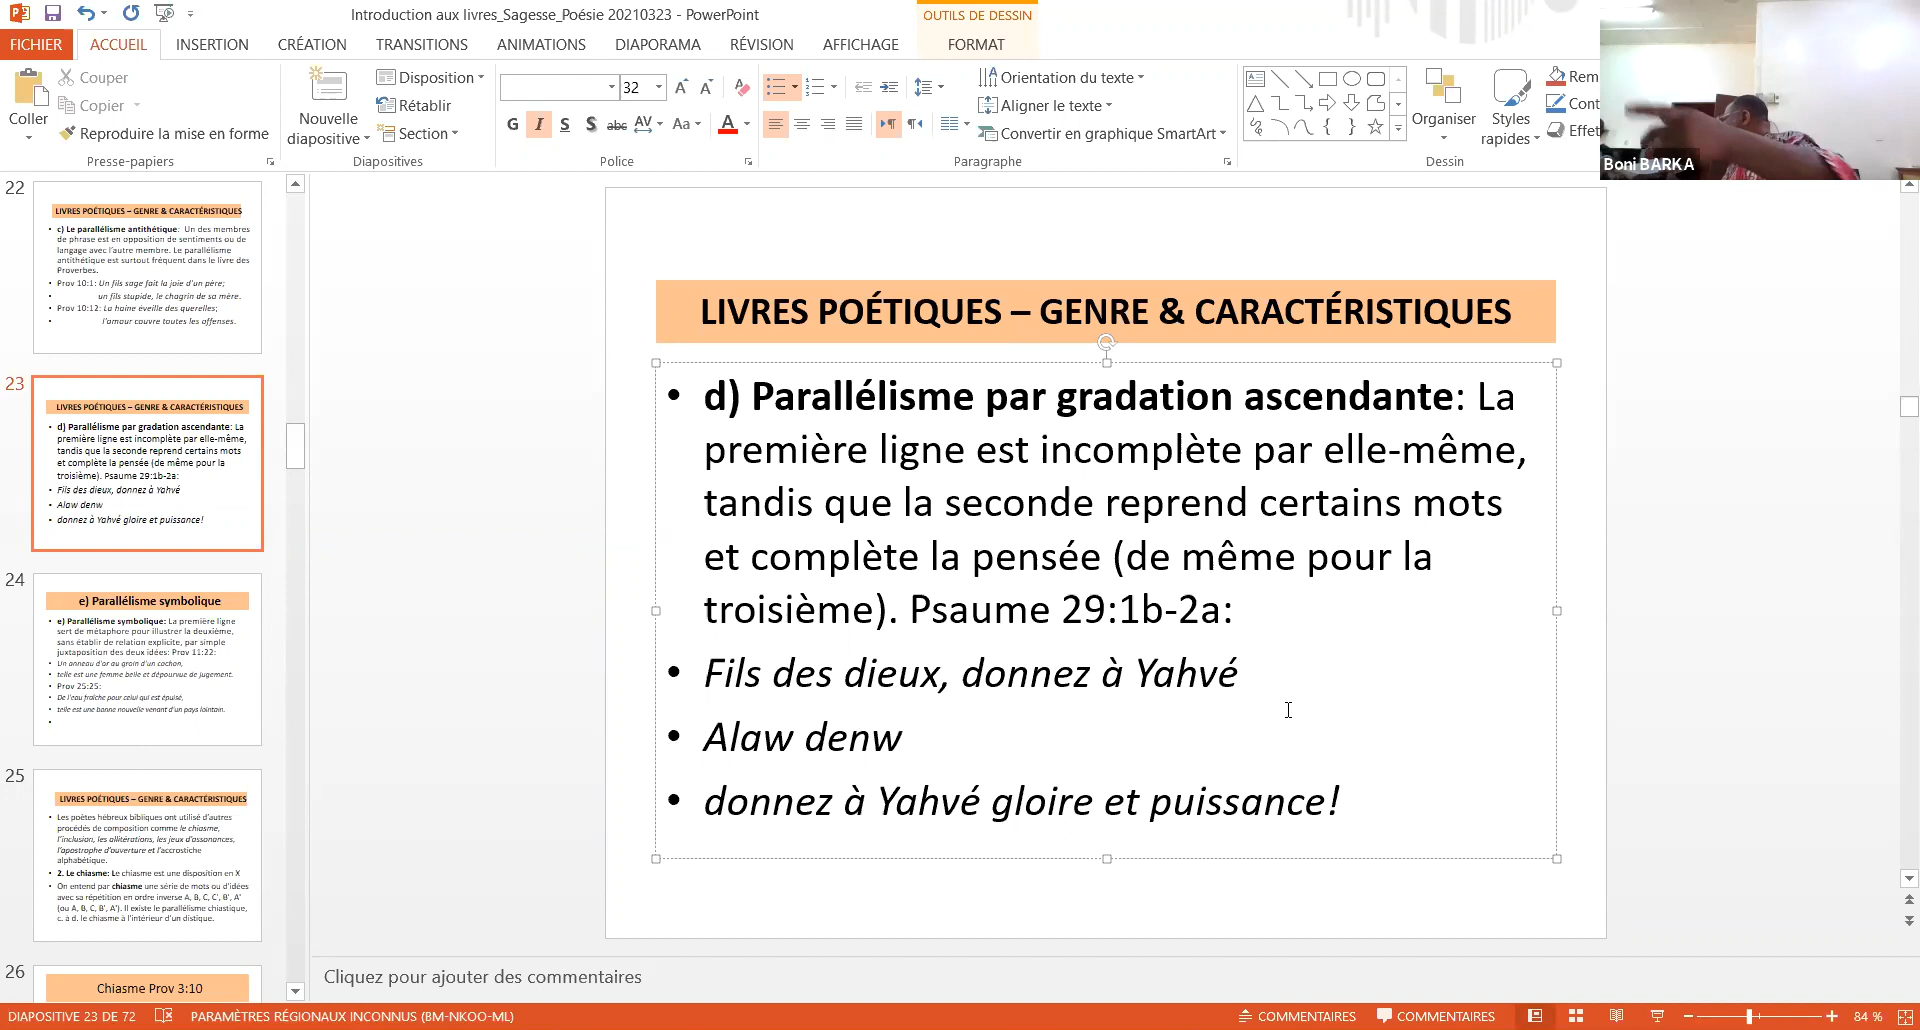 Introduction aux livres_Sagesse_Poésie 20210323 - PowerPoint
OUTILS DE DESSIN
FICHIER
ACCUEIL
INSERTION
CRÉATION
TRANSITIONS
ANIMATIONS
DIAPORAMA
RÉVISION
AFFICHAGE
FORMAT
Coller
Couper
Copier
Reproduire la mise en forme
Presse-papiers
Nouvelle
diapositive
Disposition
Rétablir
Section
Diapositives
32
G I S S abc AV Aa A
Police
Orientation du texte
Aligner le texte
Convertir en graphique SmartArt
Paragraphe
Organiser
Styles
rapides
Rem
Cont
Effet
Dessin
Boni BARKA
22
LIVRES POÉTIQUES – GENRE & CARACTÉRISTIQUES
• c) Le parallélisme antithétique: Un des membres
de phrase est en opposition de sentiments ou de
langage avec l'autre membre. Le parallélisme
antithétique est surtout fréquent dans le livre des
Proverbes.
• Prov 10:1: Un fils sage fait la joie d'un père;
• un fils stupide, le chagrin de sa mère.
• Prov 10:12: La haine éveille des querelles;
• l'amour couvre toutes les offenses.
23
LIVRES POÉTIQUES – GENRE & CARACTÉRISTIQUES
• d) Parallélisme par gradation ascendante: La
première ligne est incomplète par elle-même,
tandis que la seconde reprend certains mots
et complète la pensée (de même pour la
troisième). Psaume 29:1b-2a:
• Fils des dieux, donnez à Yahvé
• Alaw denw
• donnez à Yahvé gloire et puissance!
24
e) Parallélisme symbolique
• e) Parallélisme symbolique: La première ligne
sert de métaphore pour illustrer la deuxième,
sans établir de relation explicite, par simple
juxtaposition des deux idées: Prov 11:22:
• Un anneau d'or au groin d'un cochon,
• telle est une femme belle et dépourvue de jugement.
• Prov 25:25:
• De l'eau fraîche pour celui qui est épuisé,
• telle est une bonne nouvelle venant d'un pays lointain.
25
LIVRES POÉTIQUES – GENRE & CARACTÉRISTIQUES
• Les poètes hébreux bibliques ont utilisé d'autres
procédés de composition comme le chiasme,
l'inclusion, les allitérations, les jeux d'assonances,
l'apostrophe d'ouverture et l'accrostiche
alphabétique.
• 2. Le chiasme: Le chiasme est une disposition en X
• On entend par chiasme une série de mots ou d'idées
avec sa répétition en ordre inverse A, B, C, C', B', A'
(ou A, B, C, B', A'). Il existe le parallélisme chiastique,
c. à d. le chiasme à l'intérieur d'un distique.
26
Chiasme Prov 3:10
LIVRES POÉTIQUES – GENRE & CARACTÉRISTIQUES
• d) Parallélisme par gradation ascendante: La
première ligne est incomplète par elle-même,
tandis que la seconde reprend certains mots
et complète la pensée (de même pour la
troisième). Psaume 29:1b-2a:
• Fils des dieux, donnez à Yahvé
• Alaw denw
• donnez à Yahvé gloire et puissance!
Cliquez pour ajouter des commentaires
DIAPOSITIVE 23 DE 72
PARAMÈTRES RÉGIONAUX INCONNUS (BM-NKOO-ML)
COMMENTAIRES
COMMENTAIRES
84 %